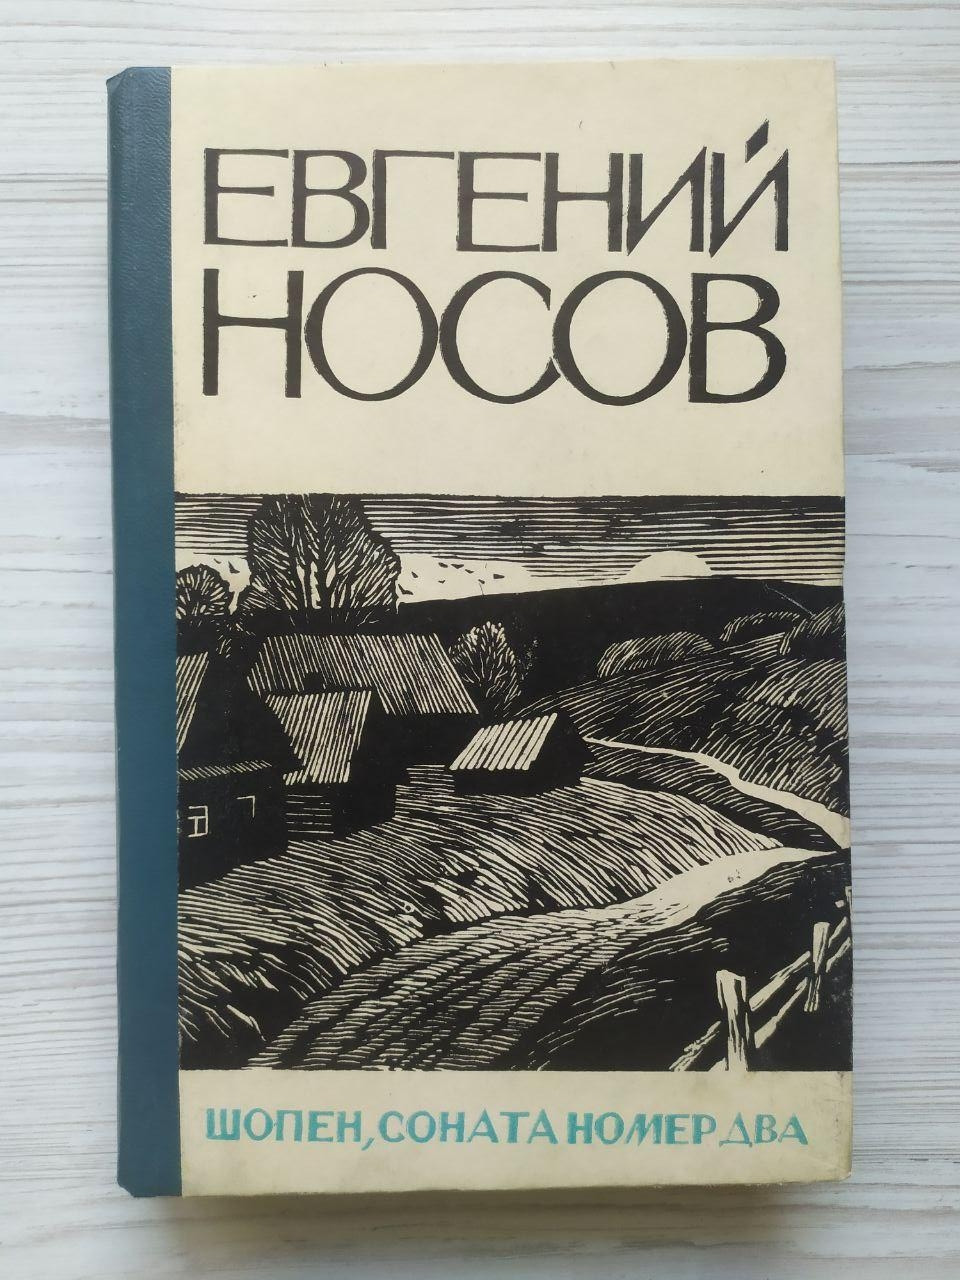 ЕВГЕНИЙ
НОСОВ
ШОПЕН, СОНАТА НОМЕР ДВА